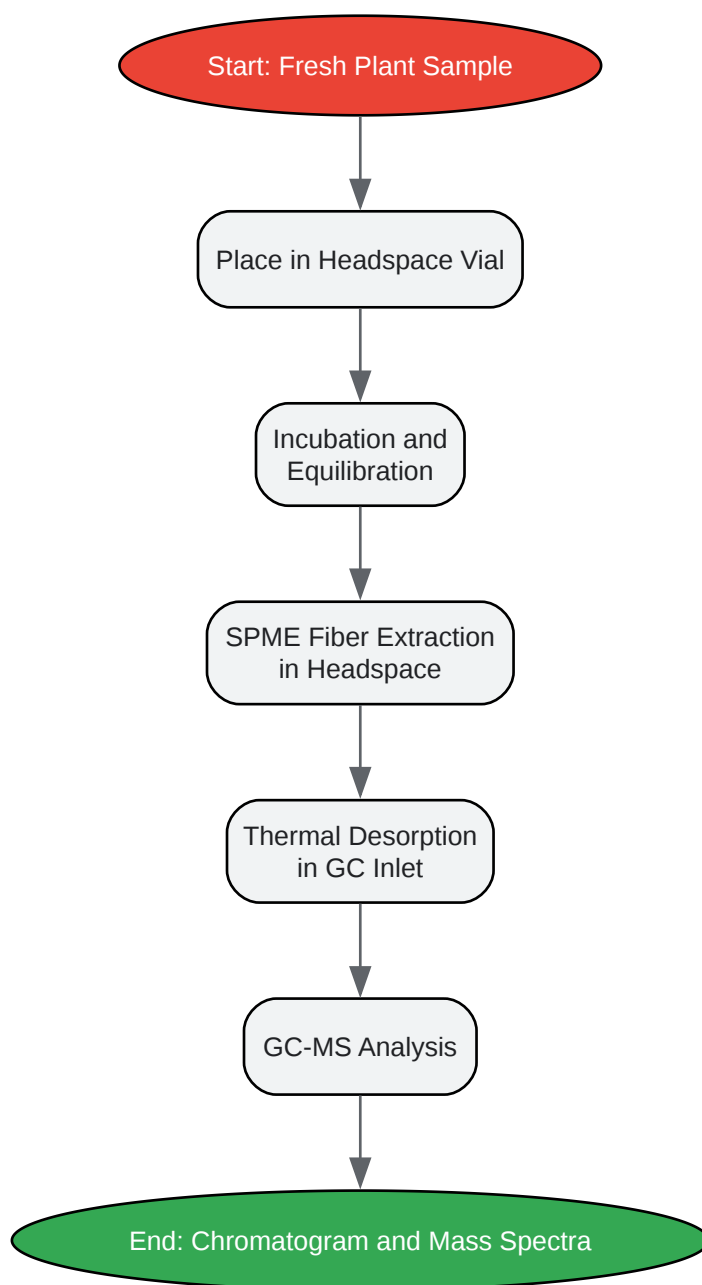 Start: Fresh Plant Sample
Place in Headspace Vial
Incubation and
Equilibration
SPME Fiber Extraction
in Headspace
Thermal Desorption
in GC Inlet
GC-MS Analysis
End: Chromatogram and Mass Spectra